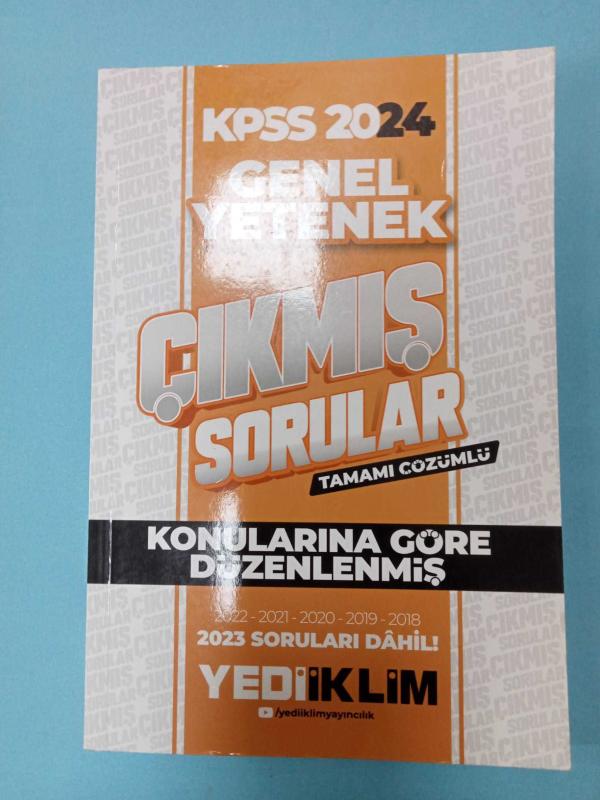 KPSS 2024
GENEL
YETENEK
ÇIKMIŞ
SORULAR
TAMAMI ÇÖZÜMLÜ
KONULARINA GÖRE
DÜZENLENMİŞ
2022 - 2021 - 2020 - 2019 - 2018
2023 SORULARI DÂHİL!
YEDİİKLİM
/yediiklimyayıncılık